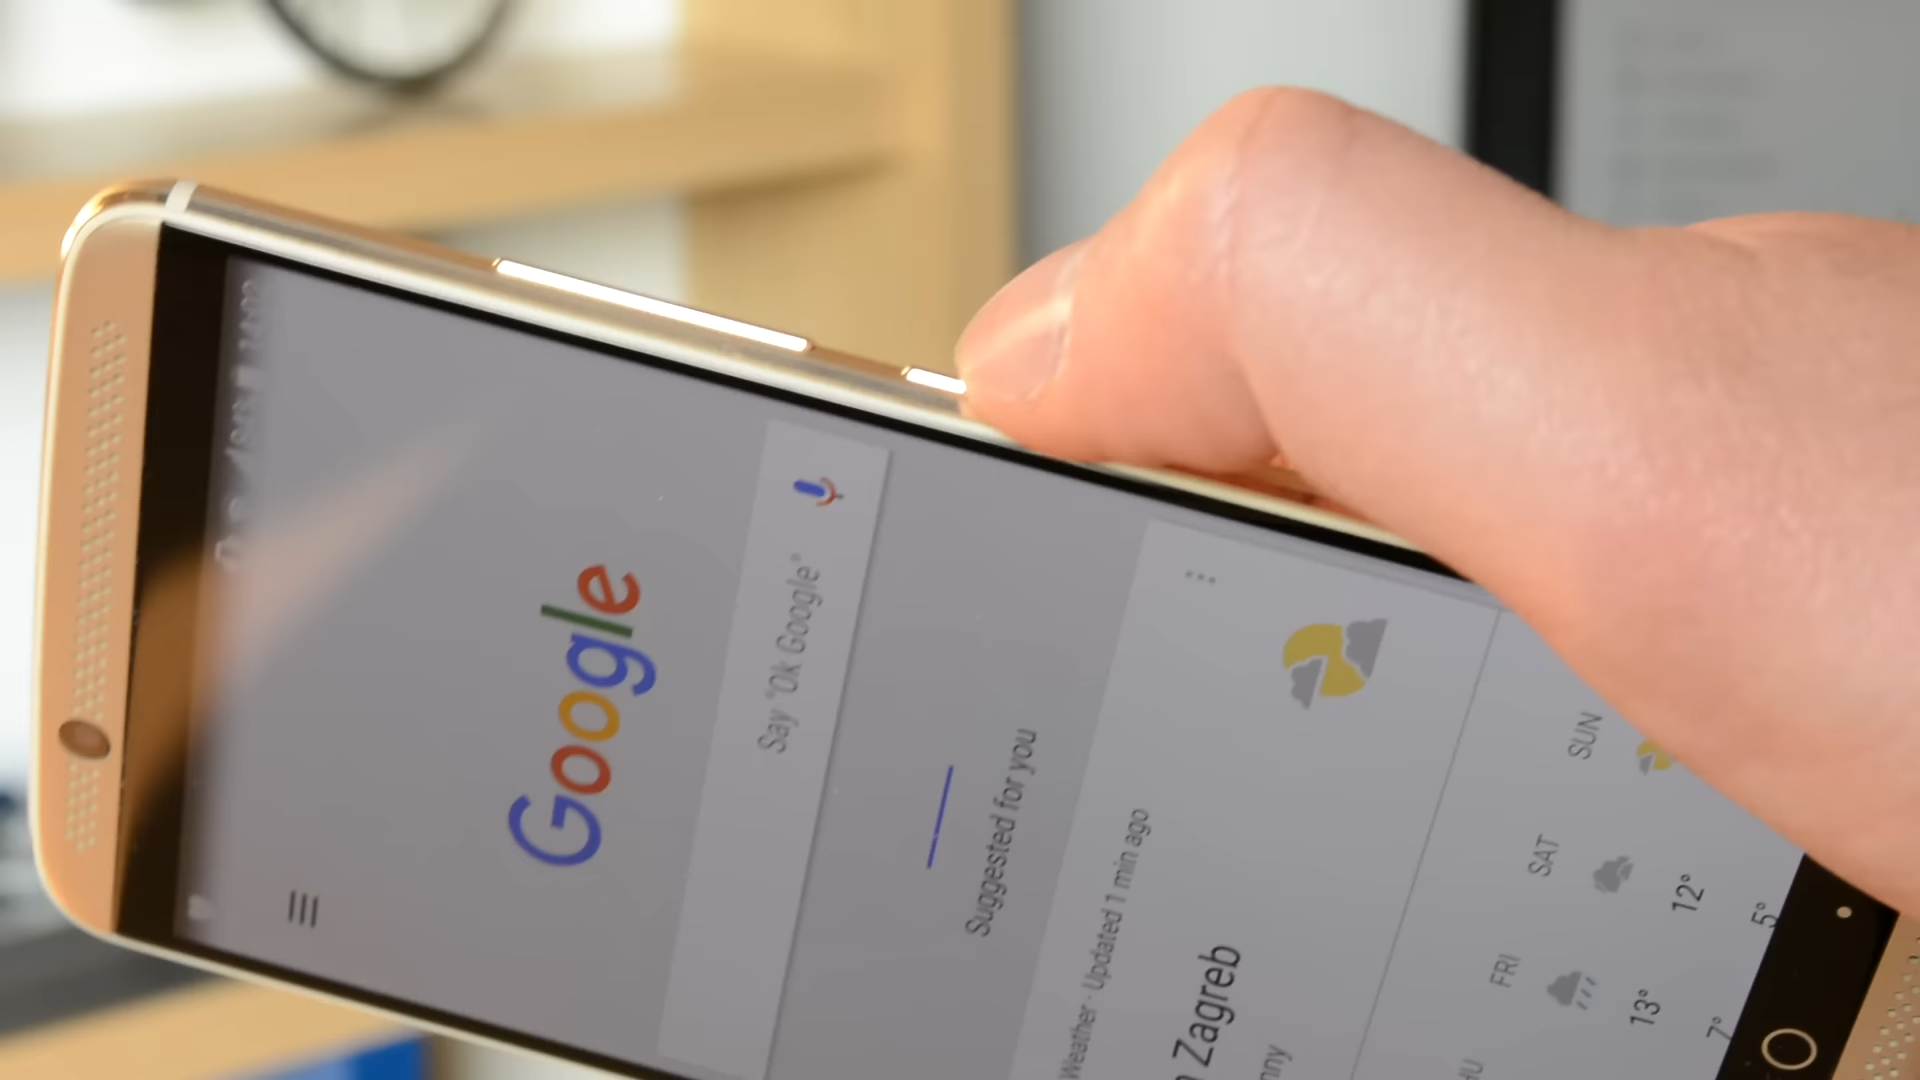 Google
Say "Ok Google"
Suggested for you
Weather · Updated 1 min ago
Zagreb
FRI SAT SUN
13° 12°
7° 5°